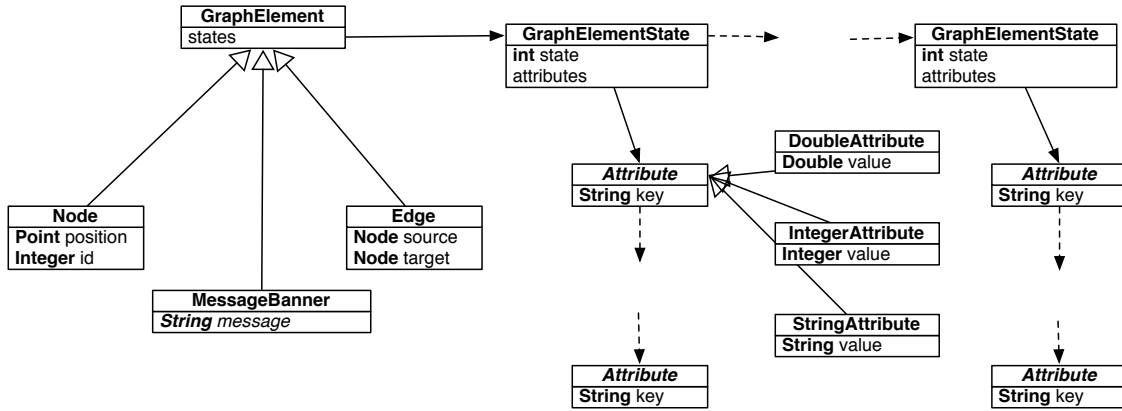 GraphElement
states
GraphElementState
int state
attributes
GraphElementState
int state
attributes
DoubleAttribute
Double value
Attribute
String key
Attribute
String key
Node
Point position
Integer id
Edge
Node source
Node target
IntegerAttribute
Integer value
MessageBanner
String message
StringAttribute
String value
Attribute
String key
Attribute
String key